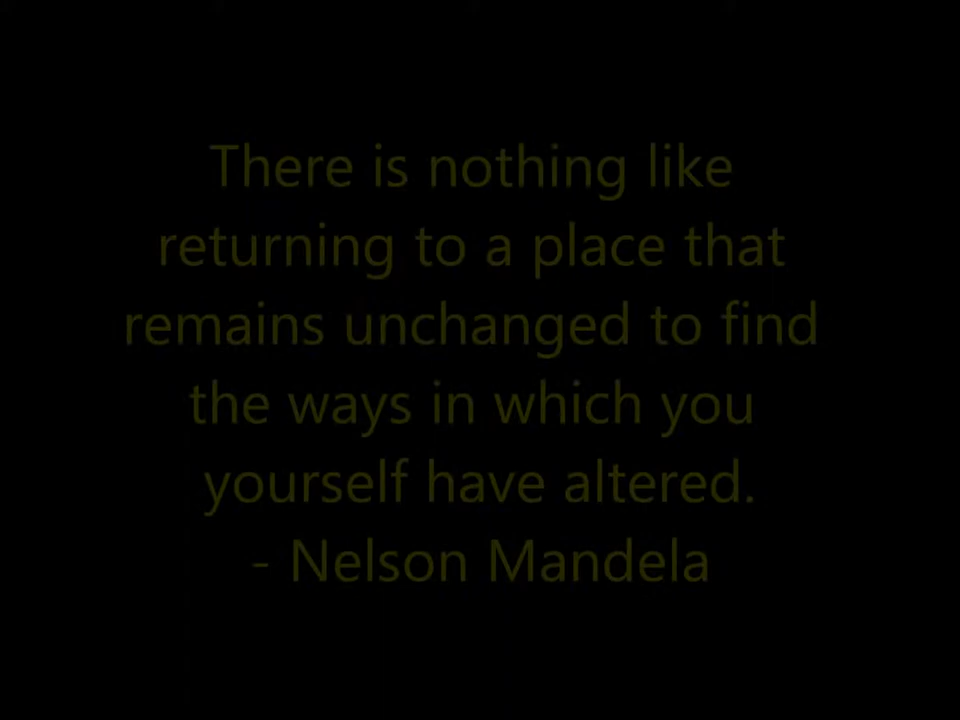 There is nothing like
returning to a place that
remains unchanged to find
the ways in which you
yourself have altered.
- Nelson Mandela